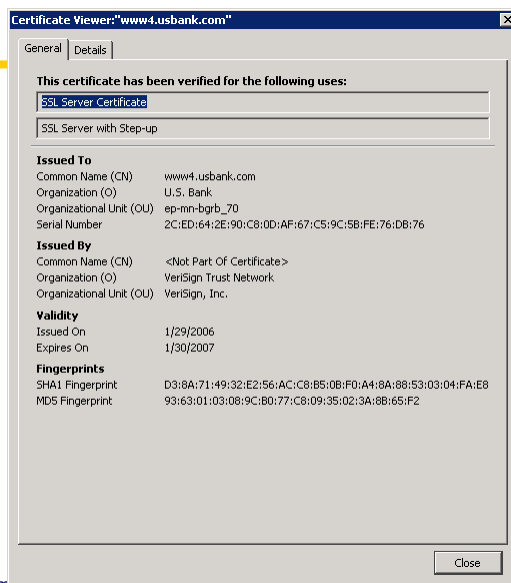 Certificate Viewer:"www4.usbank.com"
General Details
This certificate has been verified for the following uses:
SSL Server Certificate
SSL Server with Step-up
Issued To
Common Name (CN) www4.usbank.com
Organization (O) U.S. Bank
Organizational Unit (OU) ep-mn-bgrb_70
Serial Number 2C:ED:64:2E:90:C8:0D:AF:67:C5:9C:5B:FE:76:DB:76
Issued By
Common Name (CN) <Not Part Of Certificate>
Organization (O) VeriSign Trust Network
Organizational Unit (OU) VeriSign, Inc.
Validity
Issued On 1/29/2006
Expires On 1/30/2007
Fingerprints
SHA1 Fingerprint D3:8A:71:49:32:E2:56:AC:C8:B5:0B:F0:A4:8A:88:53:03:04:FA:E8
MD5 Fingerprint 93:63:01:03:08:9C:B0:77:C8:09:35:02:3A:8B:65:F2
Close